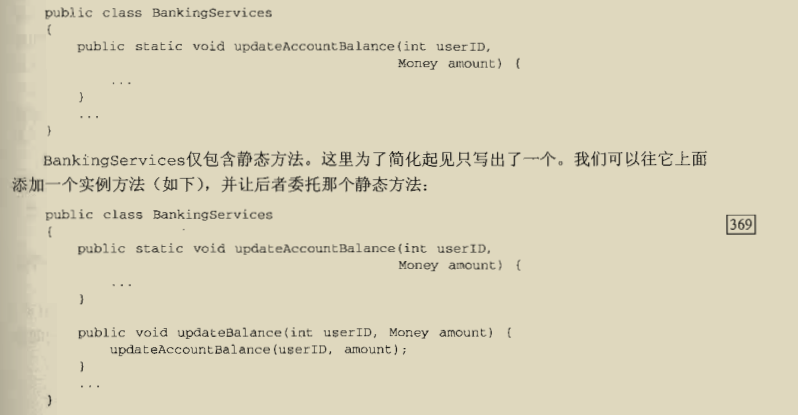 public class BankingServices
{
    public static void updateAccountBalance(int userID,
                                            Money amount) {
        ...
    }
    ...
}
BankingServices仅包含静态方法。这里为了简化起见只写出了一个。我们可以往它上面
添加一个实例方法（如下），并让后者委托那个静态方法：
public class BankingServices
369
{
    public static void updateAccountBalance(int userID,
                                            Money amount) {
        ...
    }
    public void updateBalance(int userID, Money amount) {
        updateAccountBalance(userID, amount);
    }
    ...
}